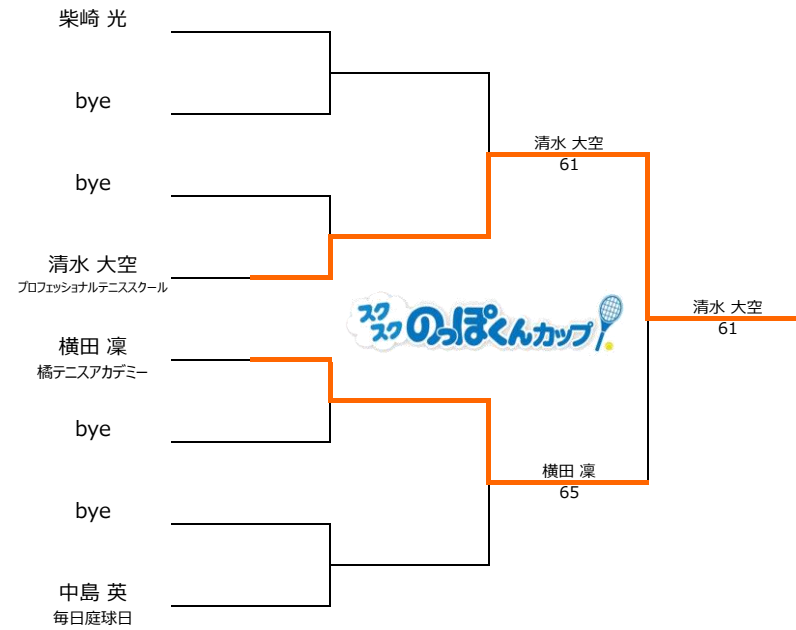 柴崎 光
bye
bye
清水 大空
プロフェッショナルテニススクール
横田 凜
橘テニスアカデミー
bye
bye
中島 英
毎日庭球日
清水 大空
61
スクスク のっぽくんカップ
横田 凜
65
清水 大空
61